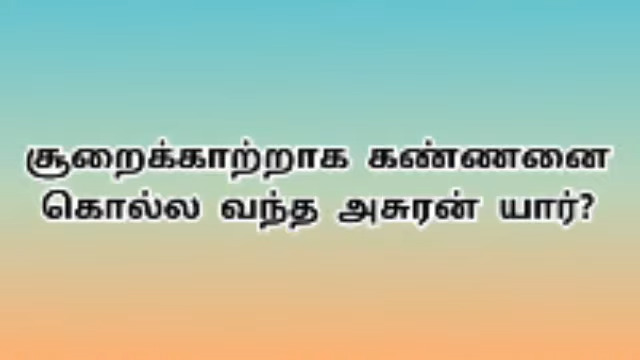 சூறைக்காற்றாக கண்ணனை
கொல்ல வந்த அசுரன் யார்?